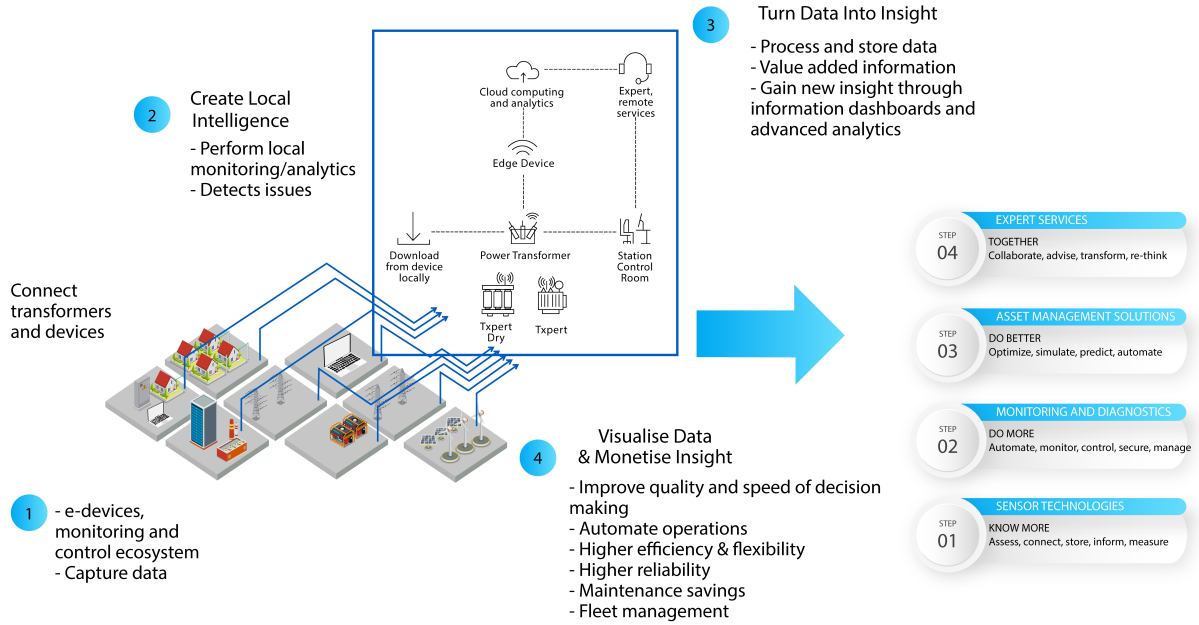 3
Turn Data Into Insight
- Process and store data
- Value added information
- Gain new insight through
information dashboards and
advanced analytics
2
Create Local
Intelligence
- Perform local
monitoring/analytics
- Detects issues
Cloud computing
and analytics
Expert,
remote
services
Edge Device
Download
from device
locally
Power Transformer
Station
Control
Room
Txpert
Dry
Txpert
Connect
transformers
and devices
1
- e-devices,
monitoring and
control ecosystem
- Capture data
4
Visualise Data
& Monetise Insight
- Improve quality and speed of decision
making
- Automate operations
- Higher efficiency & flexibility
- Higher reliability
- Maintenance savings
- Fleet management
EXPERT SERVICES
STEP
04
TOGETHER
Collaborate, advise, transform, re-think
ASSET MANAGEMENT SOLUTIONS
STEP
03
DO BETTER
Optimize, simulate, predict, automate
MONITORING AND DIAGNOSTICS
STEP
02
DO MORE
Automate, monitor, control, secure, manage
SENSOR TECHNOLOGIES
STEP
01
KNOW MORE
Assess, connect, store, inform, measure